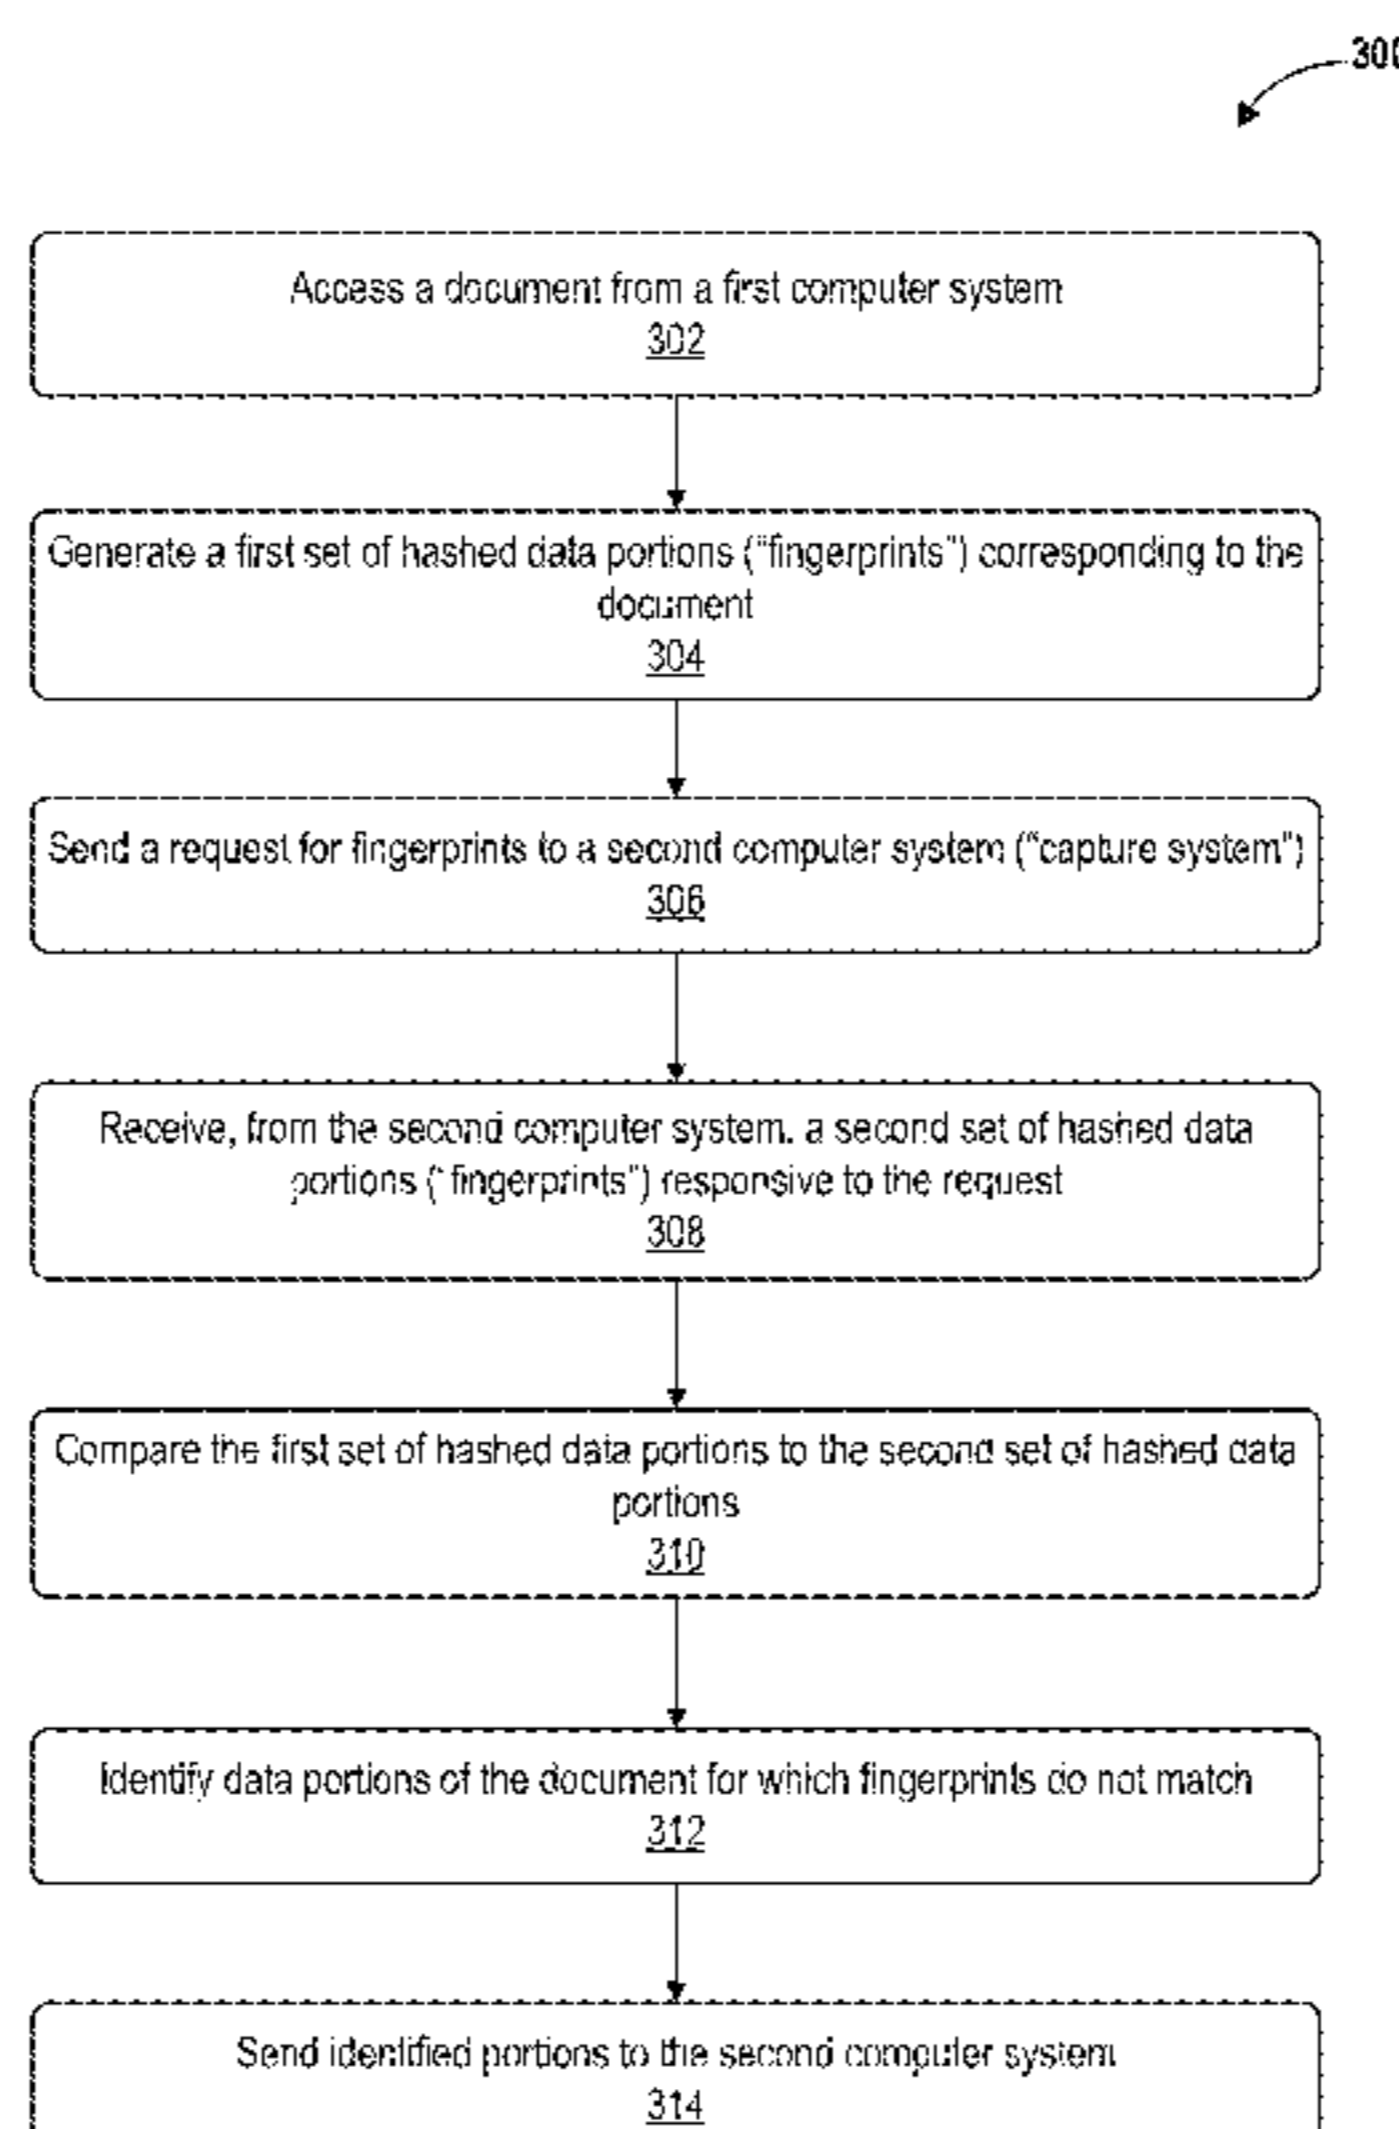 300
Access a document from a first computer system
302
Generate a first set of hashed data portions ("fingerprints") corresponding to the
document
304
Send a request for fingerprints to a second computer system ("capture system")
306
Receive, from the second computer system, a second set of hashed data
portions ("fingerprints") responsive to the request
308
Compare the first set of hashed data portions to the second set of hashed data
portions
310
Identify data portions of the document for which fingerprints do not match
312
Send identified portions to the second computer system
314